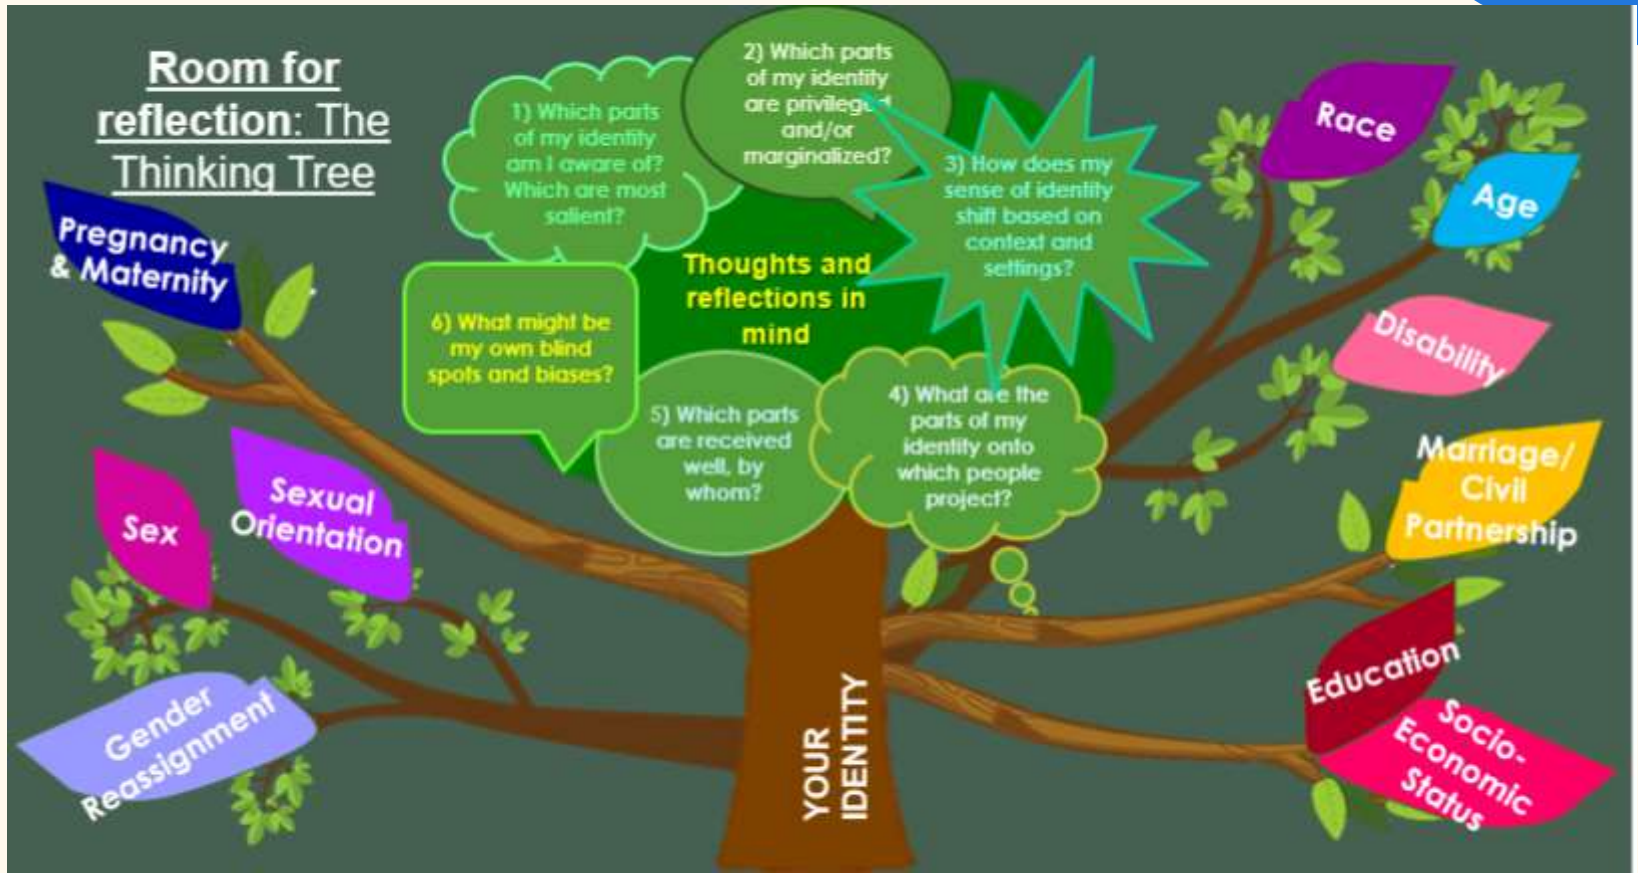 Room for
reflection: The
Thinking Tree
1) Which parts
of my identity
am I aware of?
Which are most
salient?
2) Which parts
of my identity
are privileged
and/or
marginalized?
3) How does my
sense of identity
shift based on
context and
settings?
Thoughts and
reflections in
mind
6) What might be
my own blind
spots and biases?
5) Which parts
are received
well, by
whom?
4) What are the
parts of my
identity onto
which people
project?
Pregnancy
& Maternity
Sex
Sexual
Orientation
Gender
Reassignment
Race
Age
Disability
Marriage/
Civil
Partnership
Education
Socio-
Economic
Status
YOUR
IDENTITY